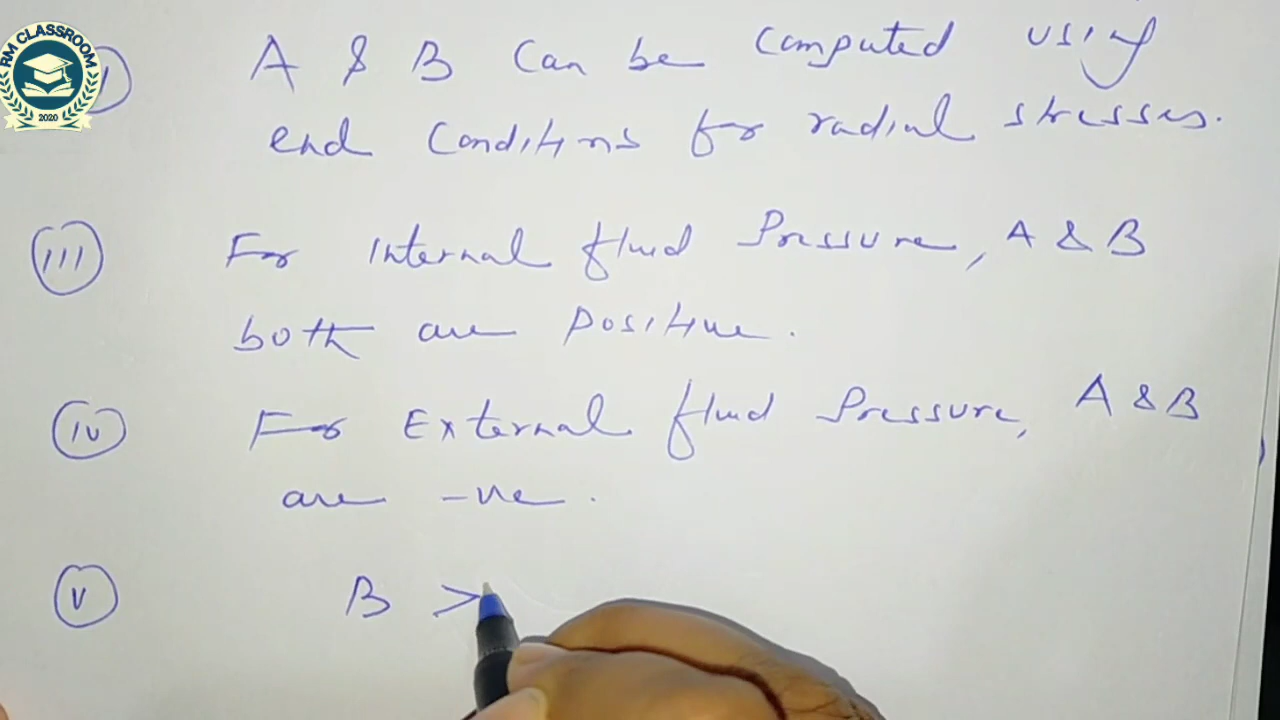 RM CLASSROOM
2020
A & B Can be Computed using
end Conditions for radial stresses.
(iii) For Internal fluid Pressure, A & B
both are positive.
(iv) For External fluid Pressure, A & B
are -ve.
(v) B >